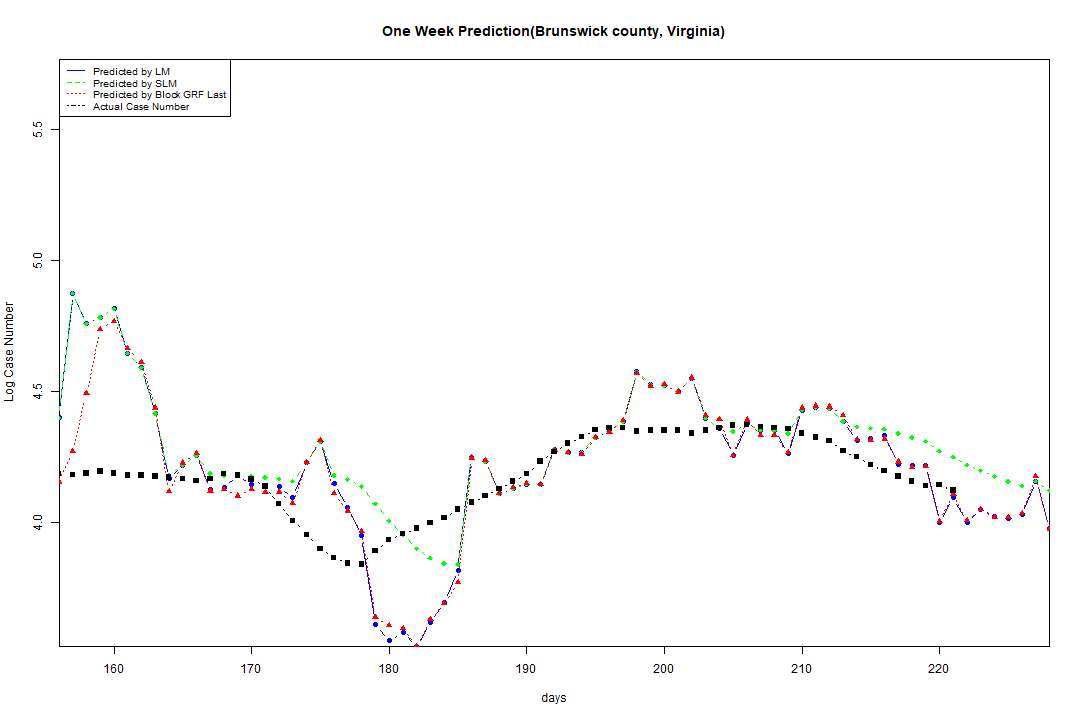 One Week Prediction(Brunswick county, Virginia)
Predicted by LM
Predicted by SLM
Predicted by Block GRF Last
Actual Case Number
5.5
5.0
4.5
4.0
Log Case Number
160 170 180 190 200 210 220
days